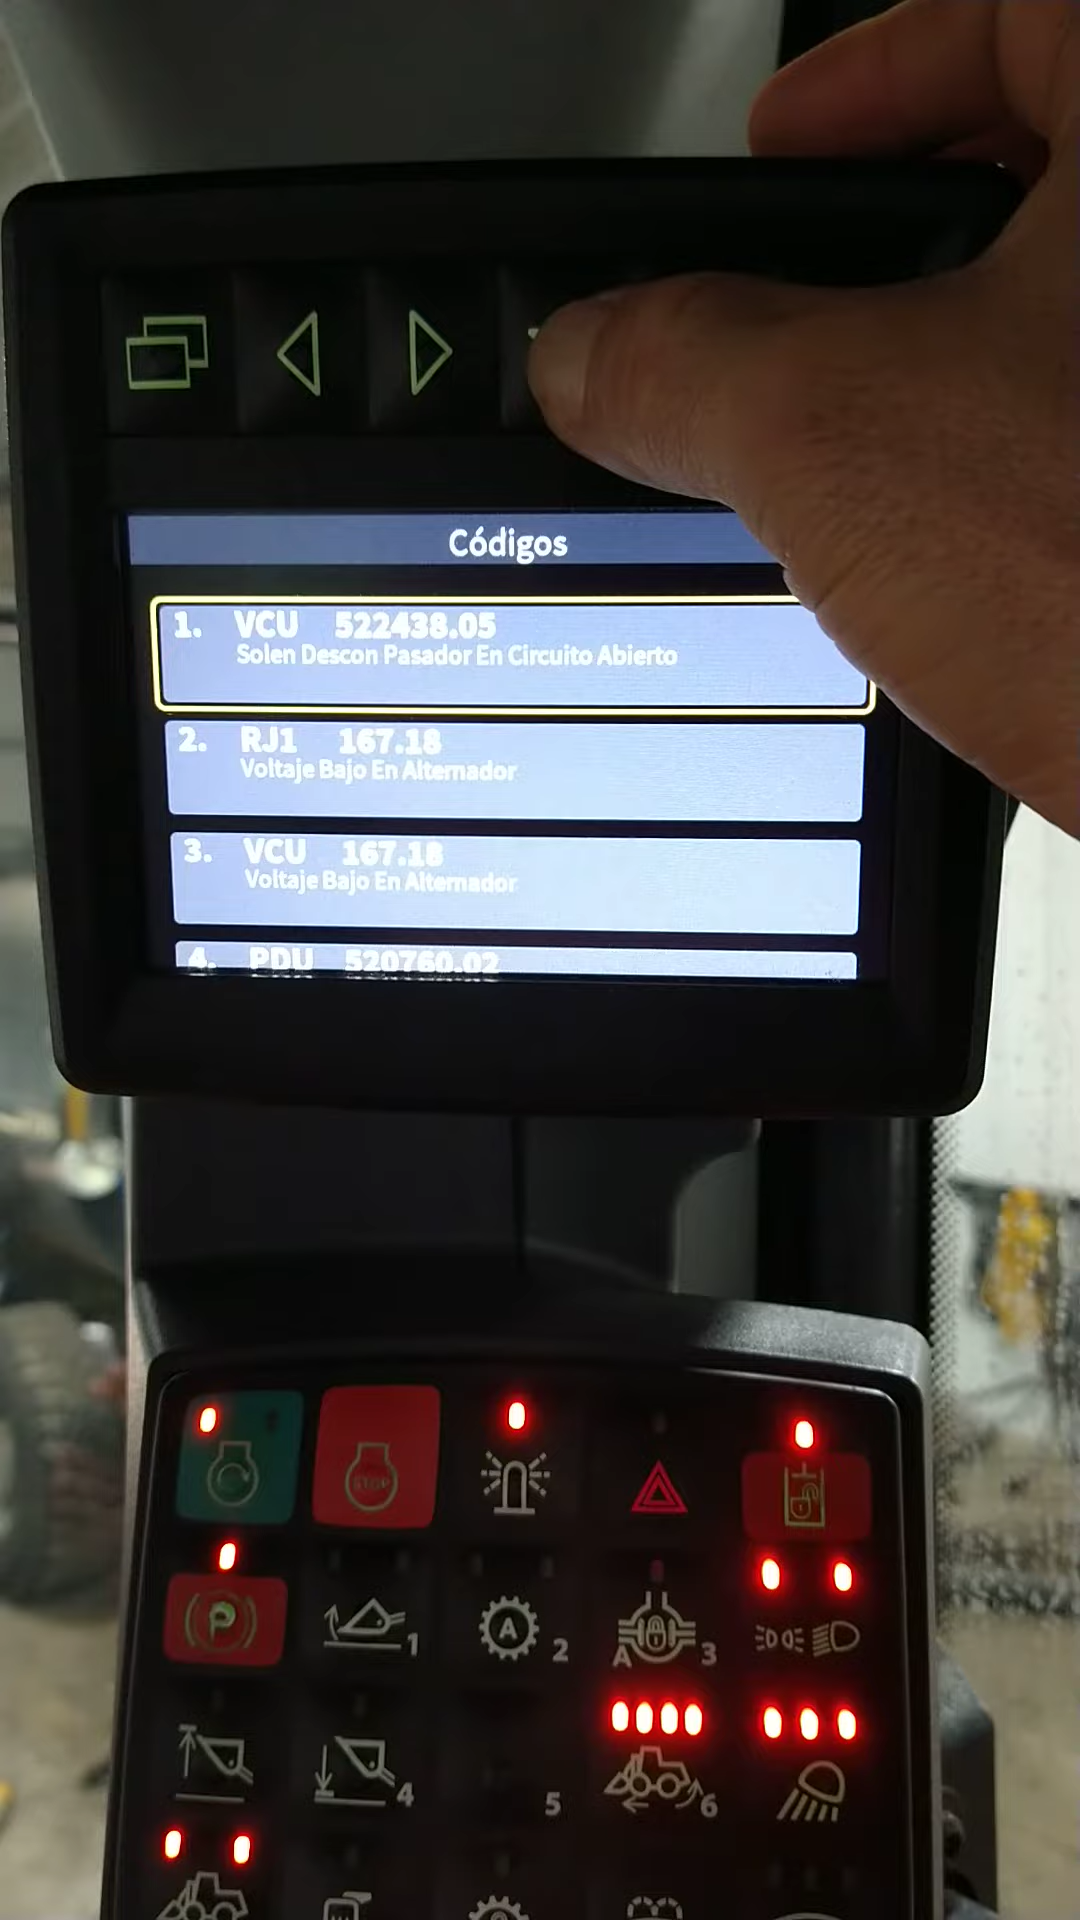 Códigos
1. VCU 522438.05
Solen Descon Pasador En Circuito Abierto
2. RJ1 167.18
Voltaje Bajo En Alternador
3. VCU 167.18
Voltaje Bajo En Alternador
4. PDU 520760.02
STOP
P
1
A
2
A
3
4
5
6